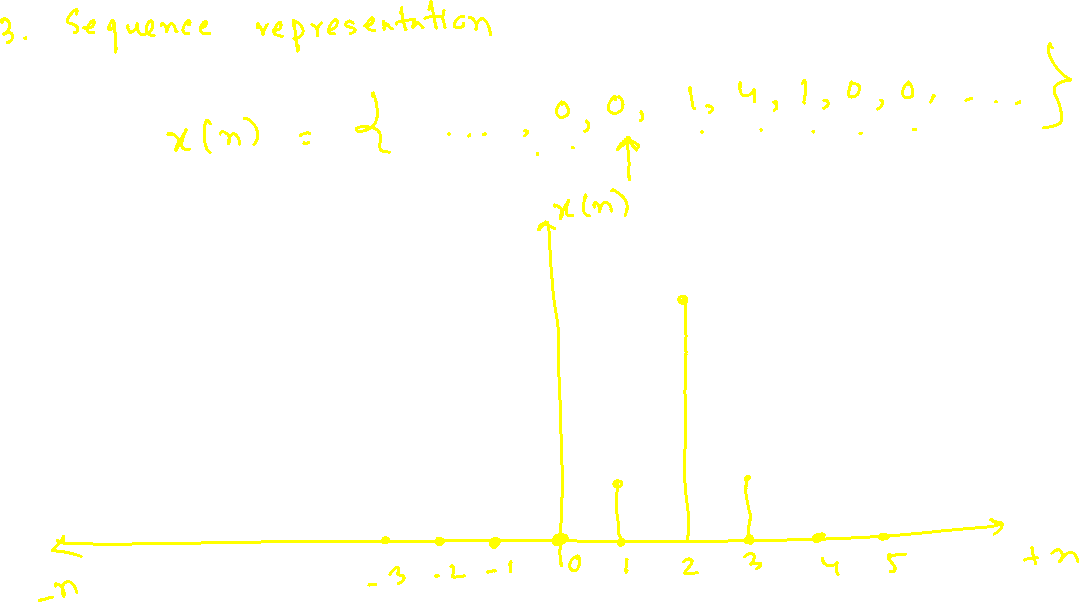 3. Sequence representation
x(n) = { ..., 0, 0, 1, 4, 1, 0, 0, .... }
↑
x(n)
-3 -2 -1 0 1 2 3 4 5 +n
-n